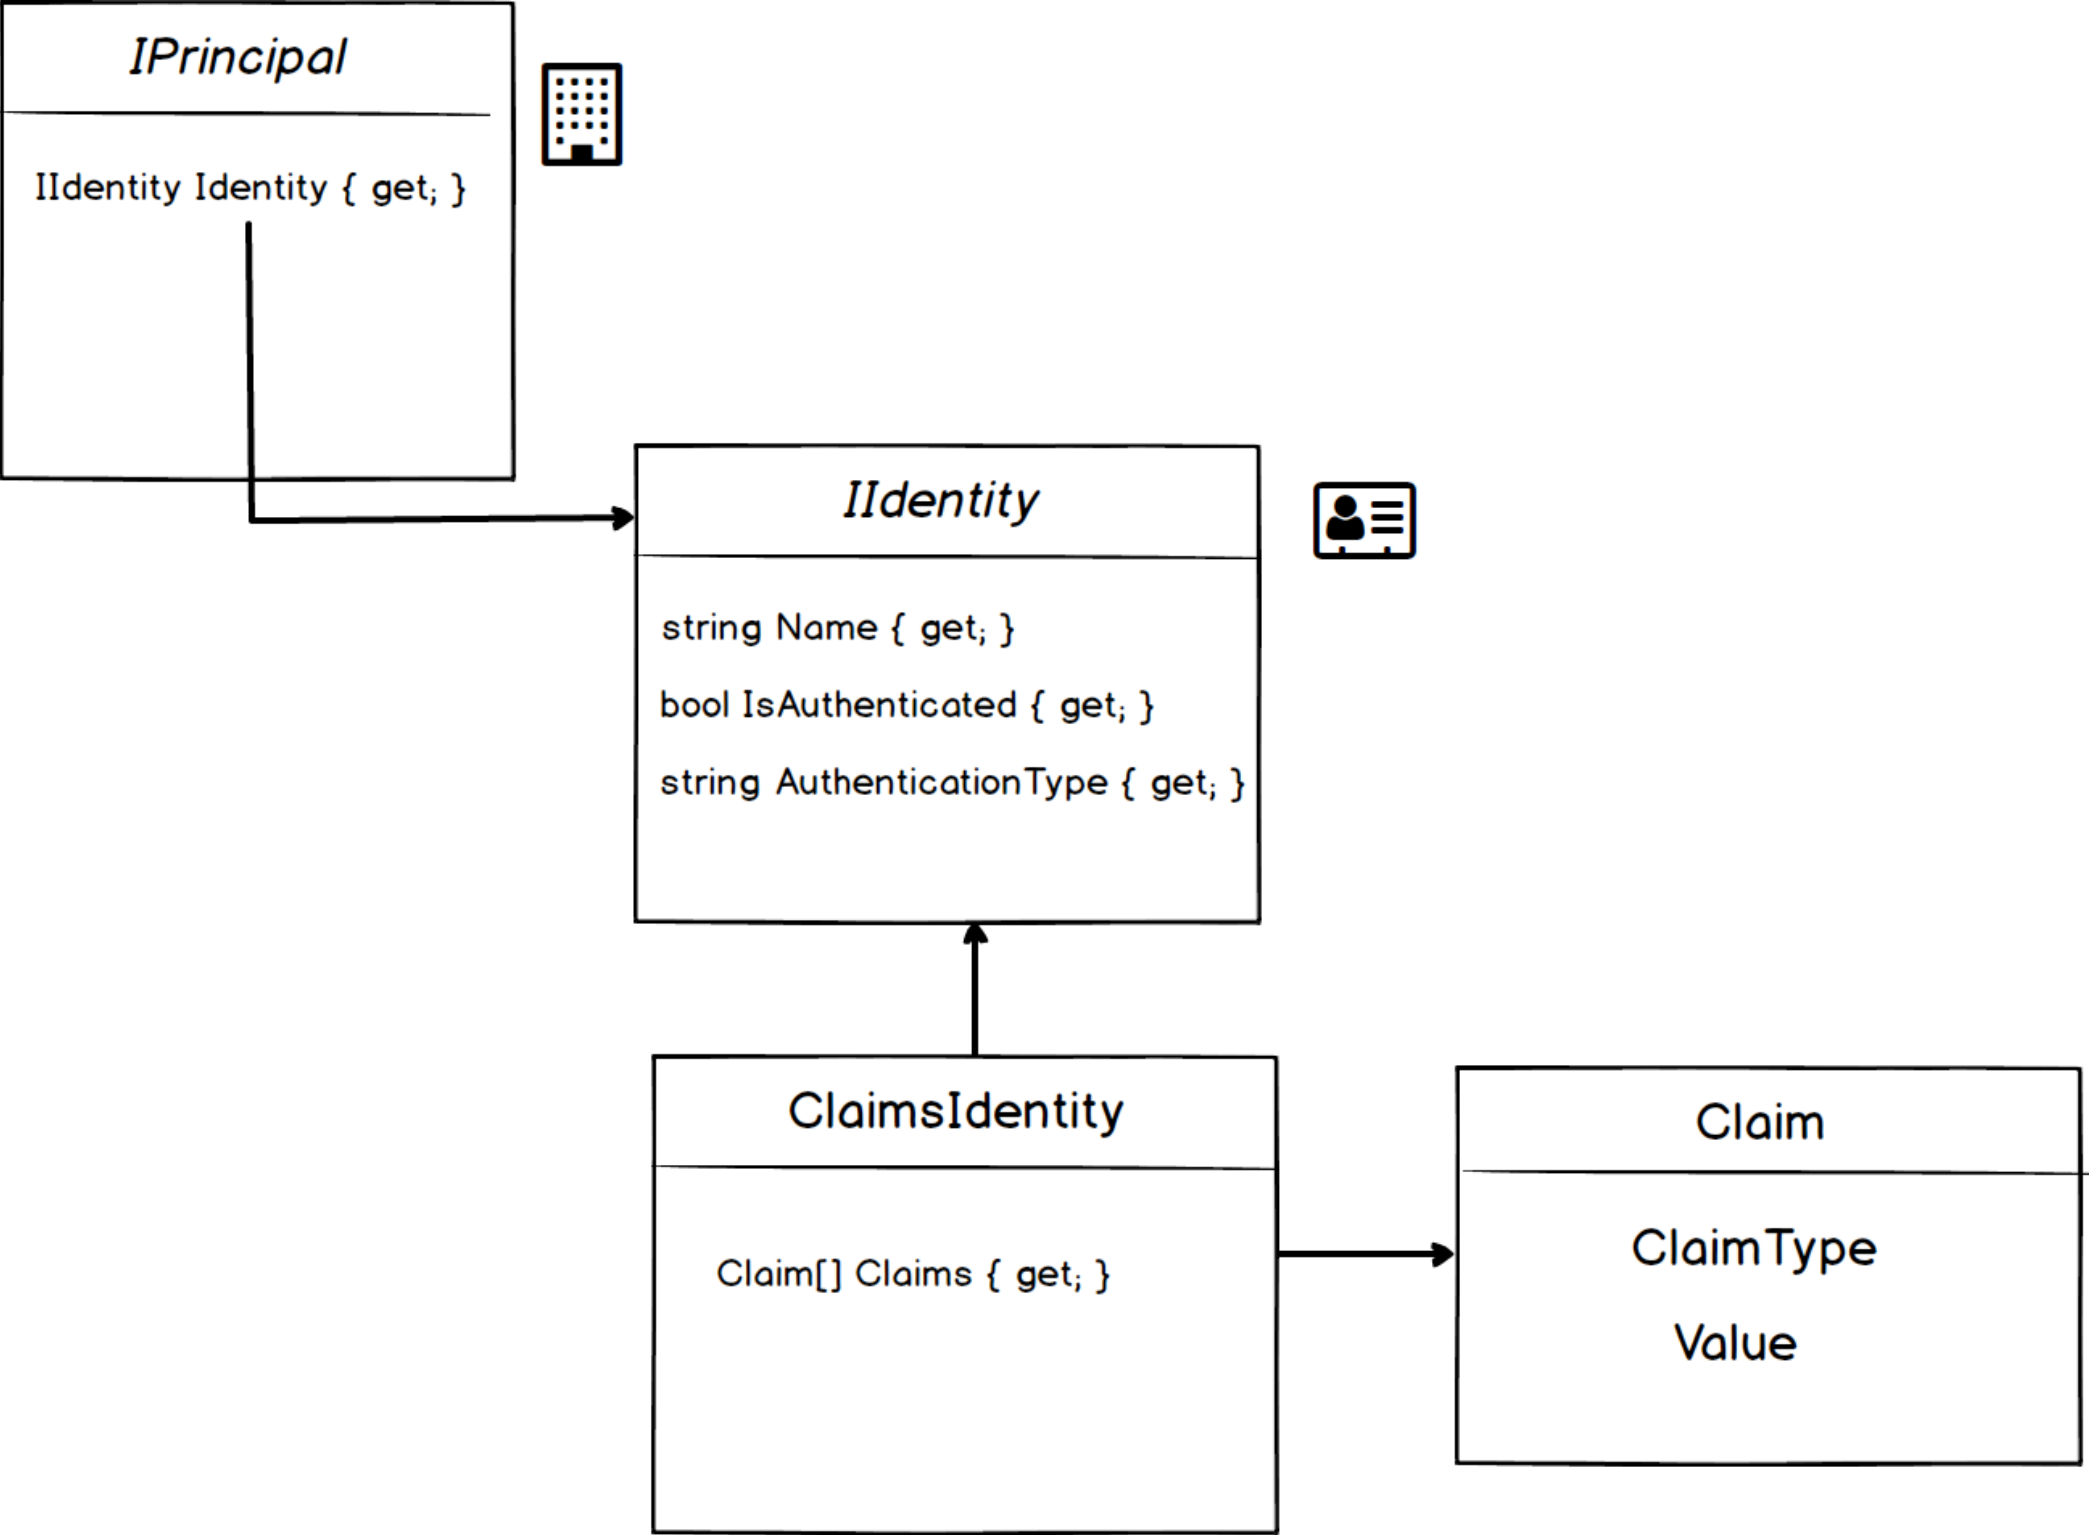 IPrincipal
IIdentity Identity { get; }
IIdentity
string Name { get; }
bool IsAuthenticated { get; }
string AuthenticationType { get; }
ClaimsIdentity
Claim[] Claims { get; }
Claim
ClaimType
Value